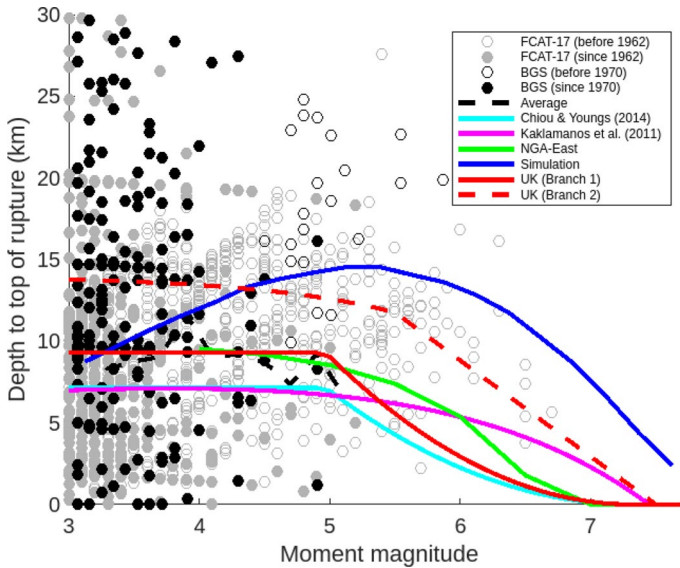 30
25
20
15
10
5
0
Depth to top of rupture (km)
FCAT-17 (before 1962)
FCAT-17 (since 1962)
BGS (before 1970)
BGS (since 1970)
Average
Chiou & Youngs (2014)
Kaklamanos et al. (2011)
NGA-East
Simulation
UK (Branch 1)
UK (Branch 2)
3 4 5 6 7
Moment magnitude